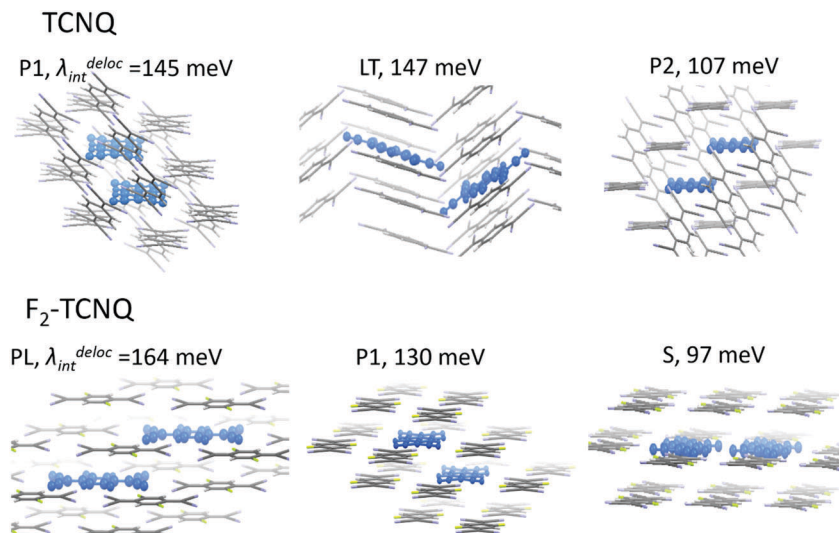 TCNQ
P1, λ_int^deloc =145 meV
LT, 147 meV
P2, 107 meV
F₂-TCNQ
PL, λ_int^deloc =164 meV
P1, 130 meV
S, 97 meV